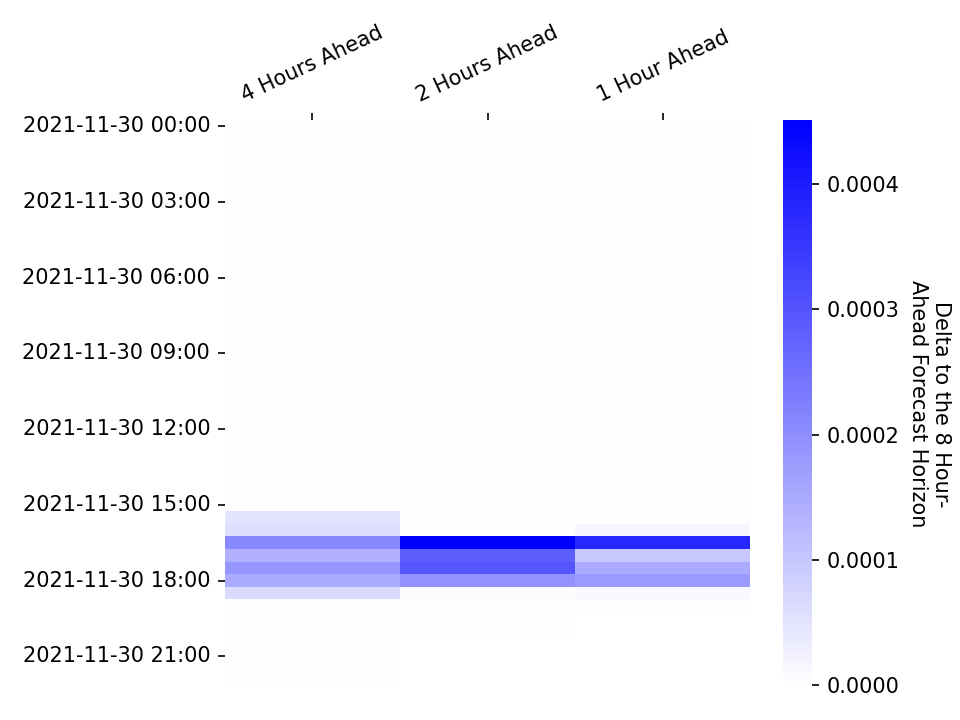 4 Hours Ahead
2 Hours Ahead
1 Hour Ahead
2021-11-30 00:00
2021-11-30 03:00
2021-11-30 06:00
2021-11-30 09:00
2021-11-30 12:00
2021-11-30 15:00
2021-11-30 18:00
2021-11-30 21:00
0.0004
0.0003
0.0002
0.0001
0.0000
Delta to the 8 Hour-
Ahead Forecast Horizon